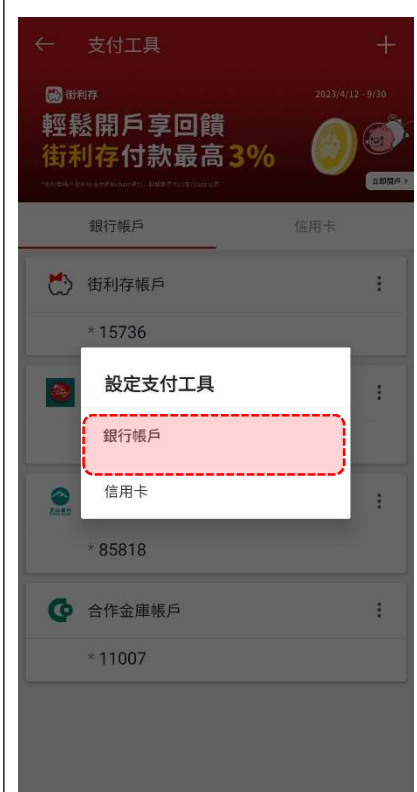 支付工具
街利存
2023/4/12 - 9/30
輕鬆開戶享回饋
街利存付款最高3%
立即開戶
銀行帳戶
信用卡
街利存帳戶
* 15736
設定支付工具
銀行帳戶
信用卡
* 85818
合作金庫帳戶
* 11007